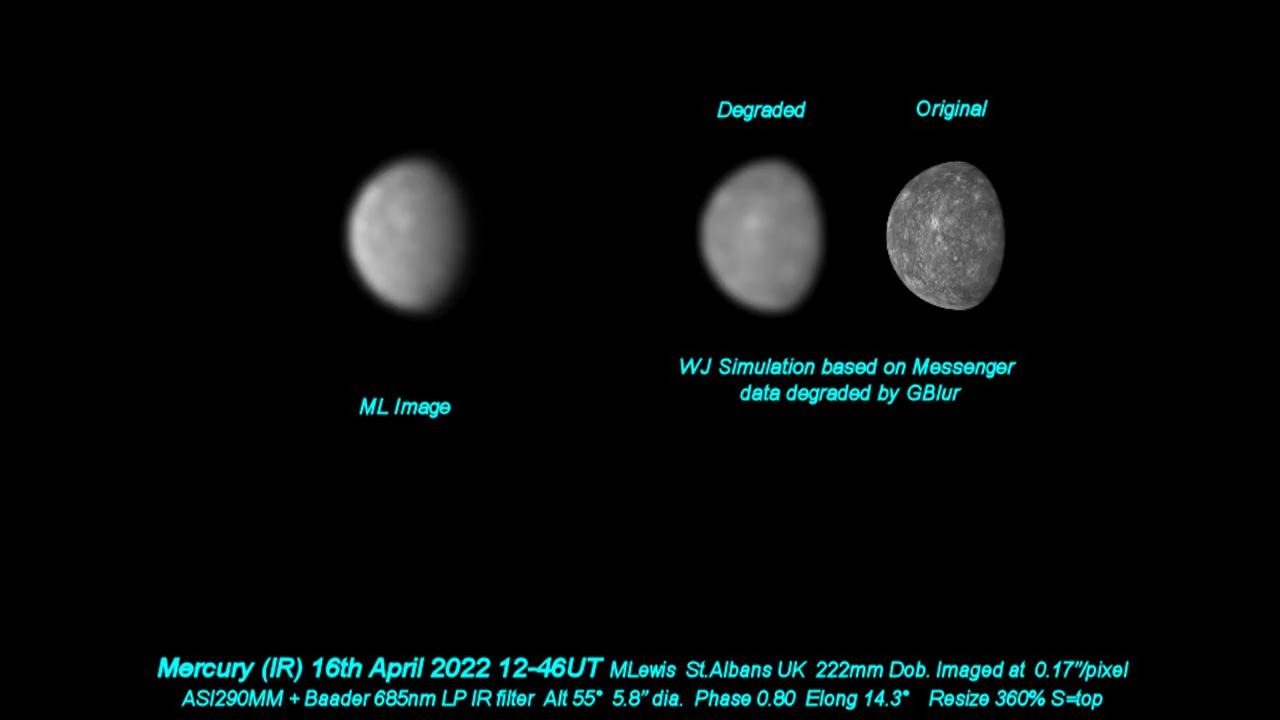 Degraded
Original
WJ Simulation based on Messenger
data degraded by GBlur
ML Image
Mercury (IR) 16th April 2022 12-46UT MLewis St.Albans UK 222mm Dob. Imaged at 0.17"/pixel
ASI290MM + Baader 685nm LP IR filter Alt 55° 5.8" dia. Phase 0.80 Elong 14.3° Resize 360% S=top